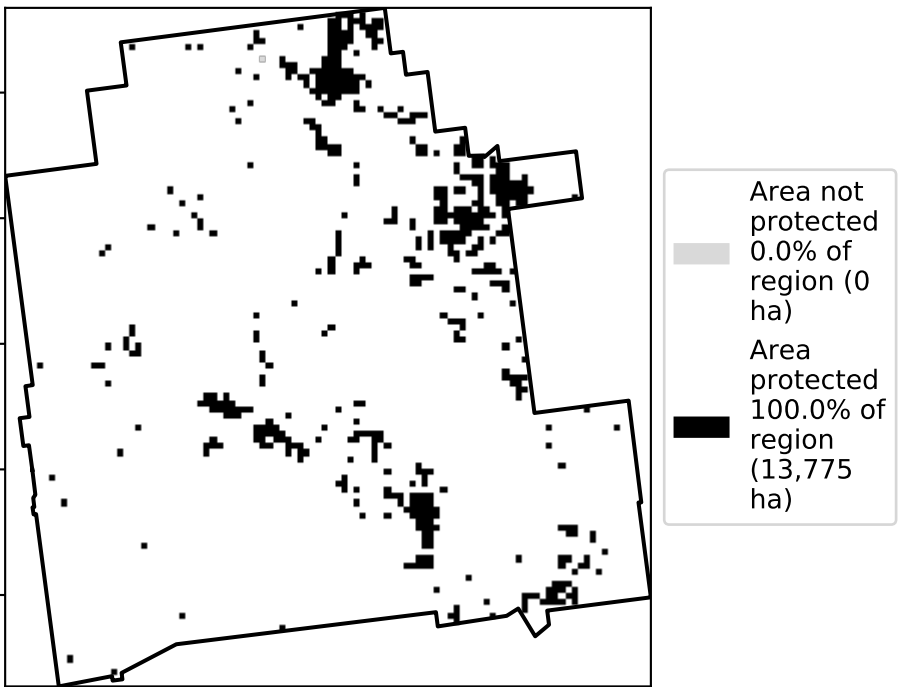 Area not
protected
0.0% of
region (0
ha)
Area
protected
100.0% of
region
(13,775
ha)